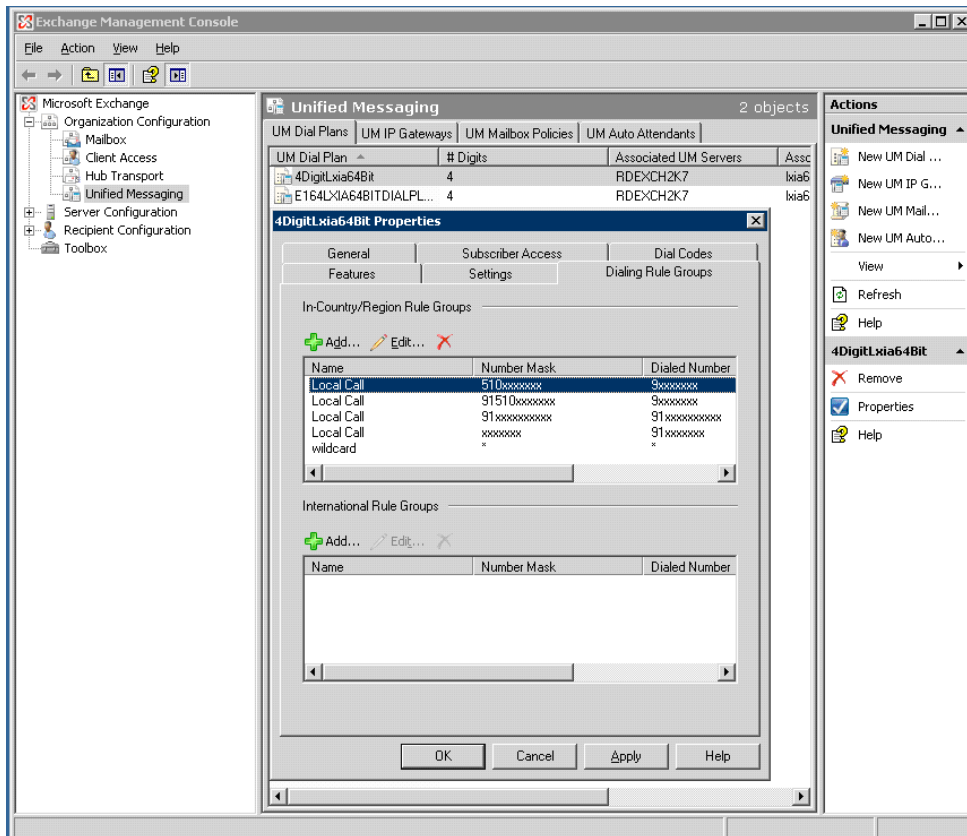 Exchange Management Console
File Action View Help
Microsoft Exchange
Organization Configuration
Mailbox
Client Access
Hub Transport
Unified Messaging
Server Configuration
Recipient Configuration
Toolbox
Unified Messaging 2 objects
UM Dial Plans UM IP Gateways UM Mailbox Policies UM Auto Attendants
UM Dial Plan # Digits Associated UM Servers Assc
4DigitLxia64Bit 4 RDEXCH2K7 lxia6
E164LXIA64BITDIALPL... 4 RDEXCH2K7 lxia6
4DigitLxia64Bit Properties
General Subscriber Access Dial Codes
Features Settings Dialing Rule Groups
In-Country/Region Rule Groups
Add... Edit...
Name Number Mask Dialed Number
Local Call 510xxxxxxx 9xxxxxxx
Local Call 91510xxxxxxx 9xxxxxxx
Local Call 91xxxxxxxxxx 91xxxxxxxxxx
Local Call xxxxxxx 91xxxxxxx
wildcard * *
International Rule Groups
Add... Edit...
Name Number Mask Dialed Number
OK Cancel Apply Help
Actions
Unified Messaging
New UM Dial ...
New UM IP G...
New UM Mail...
New UM Auto...
View
Refresh
Help
4DigitLxia64Bit
Remove
Properties
Help